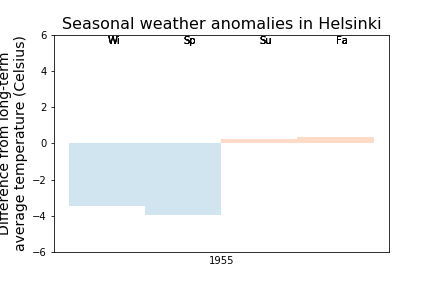 Seasonal weather anomalies in Helsinki
Wi Sp Su Fa
Difference from long-term
average temperature (Celsius)
6
4
2
0
−2
−4
−6
1955